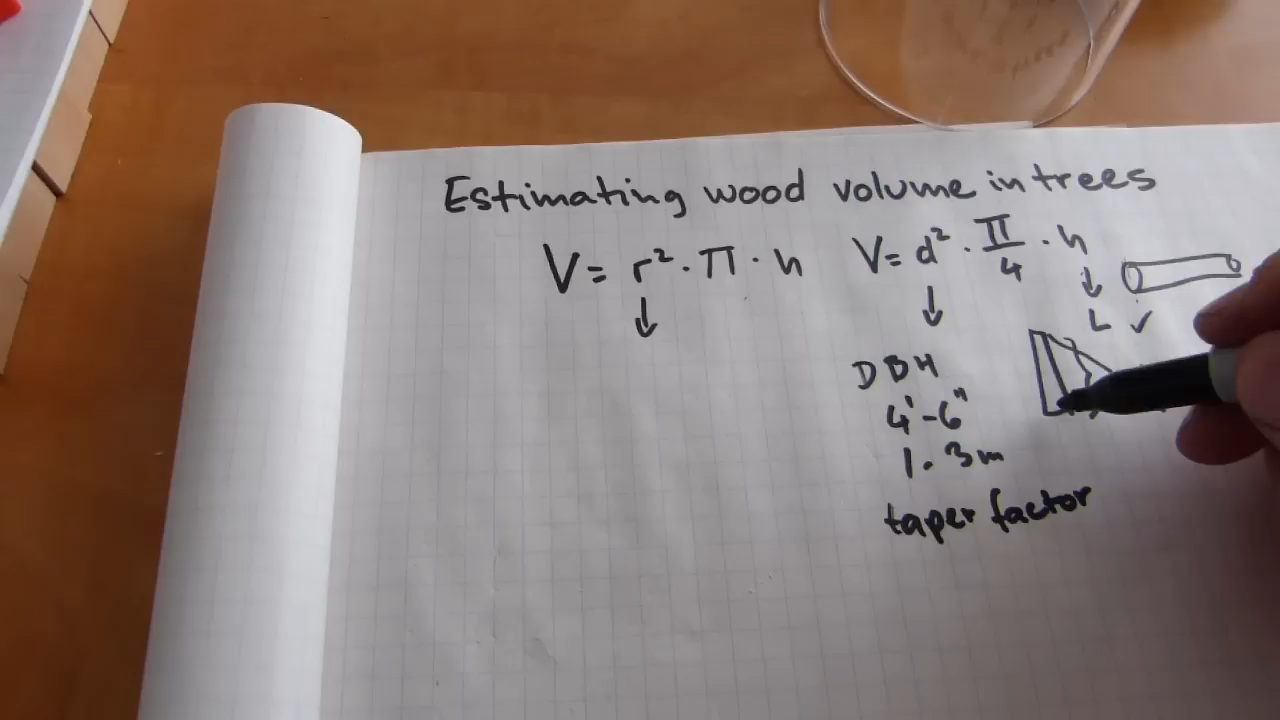 Estimating wood volume in trees
V = r² · π · h
V = d² · π/4 · h
↓ ↓ ↓
L ✓
DBH
4'-6"
1.3m
taper factor